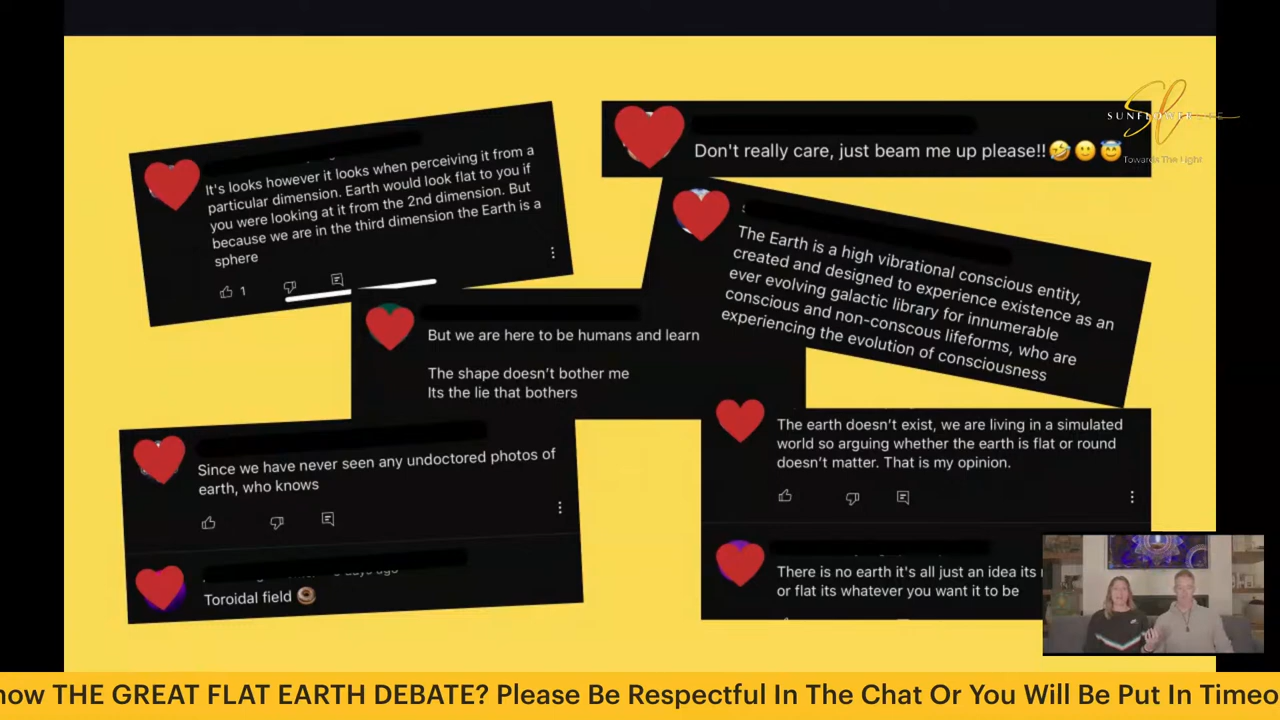 It's looks however it looks when perceiving it from a
particular dimension. Earth would look flat to you if
you were looking at it from the 2nd dimension. But
because we are in the third dimension the Earth is a
sphere
1
Don't really care, just beam me up please!!🤣🙂😇
SUNFLOWER
Towards The Light
The Earth is a high vibrational conscious entity,
created and designed to experience existence as an
ever evolving galactic library for innumerable
conscious and non-conscous lifeforms, who are
experiencing the evolution of consciousness
But we are here to be humans and learn
The shape doesn't bother me
Its the lie that bothers
Since we have never seen any undoctored photos of
earth, who knows
Toroidal field 🍩
The earth doesn't exist, we are living in a simulated
world so arguing whether the earth is flat or round
doesn't matter. That is my opinion.
There is no earth it's all just an idea its
or flat its whatever you want it to be
THE GREAT FLAT EARTH DEBATE? Please Be Respectful In The Chat Or You Will Be Put In